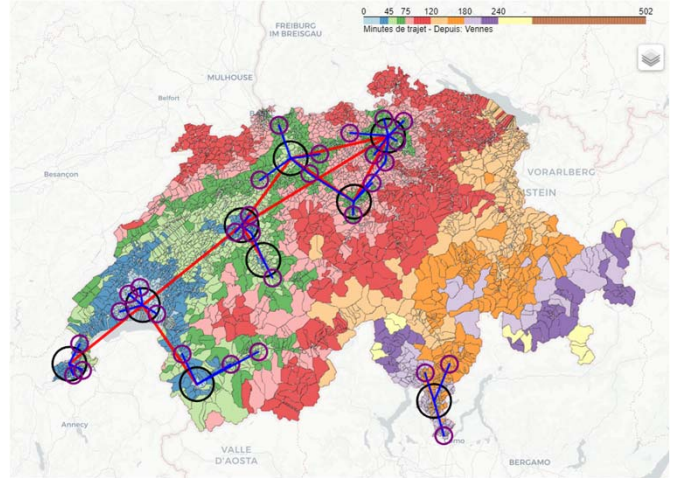 FREIBURG
IM BREISGAU
0 45 75 120 180 240 502
Minutes de trajet - Depuis: Vennes
MULHOUSE
Belfort
Besançon
VORARLBERG
Annecy
VALLE
D'AOSTA
BERGAMO